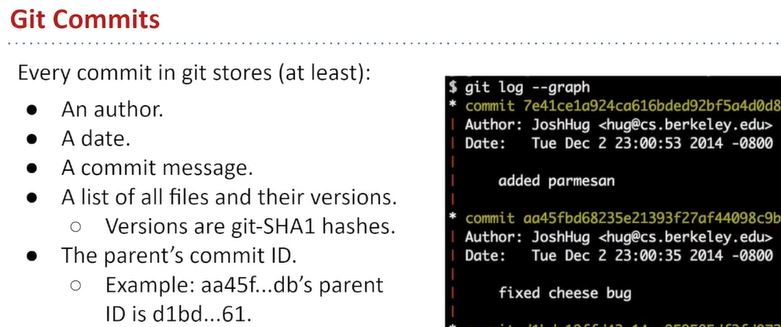 Git Commits
Every commit in git stores (at least):
● An author.
● A date.
● A commit message.
● A list of all files and their versions.
○ Versions are git-SHA1 hashes.
● The parent's commit ID.
○ Example: aa45f...db's parent
ID is d1bd...61.
$ git log --graph
* commit 7e41ce1a924ca616bded92bf5a4d0d8
| Author: JoshHug <hug@cs.berkeley.edu>
| Date:   Tue Dec 2 23:00:53 2014 -0800
|
|     added parmesan
|
* commit aa45fbd68235e21393f27af44098c9b
| Author: JoshHug <hug@cs.berkeley.edu>
| Date:   Tue Dec 2 23:00:35 2014 -0800
|
|     fixed cheese bug
|